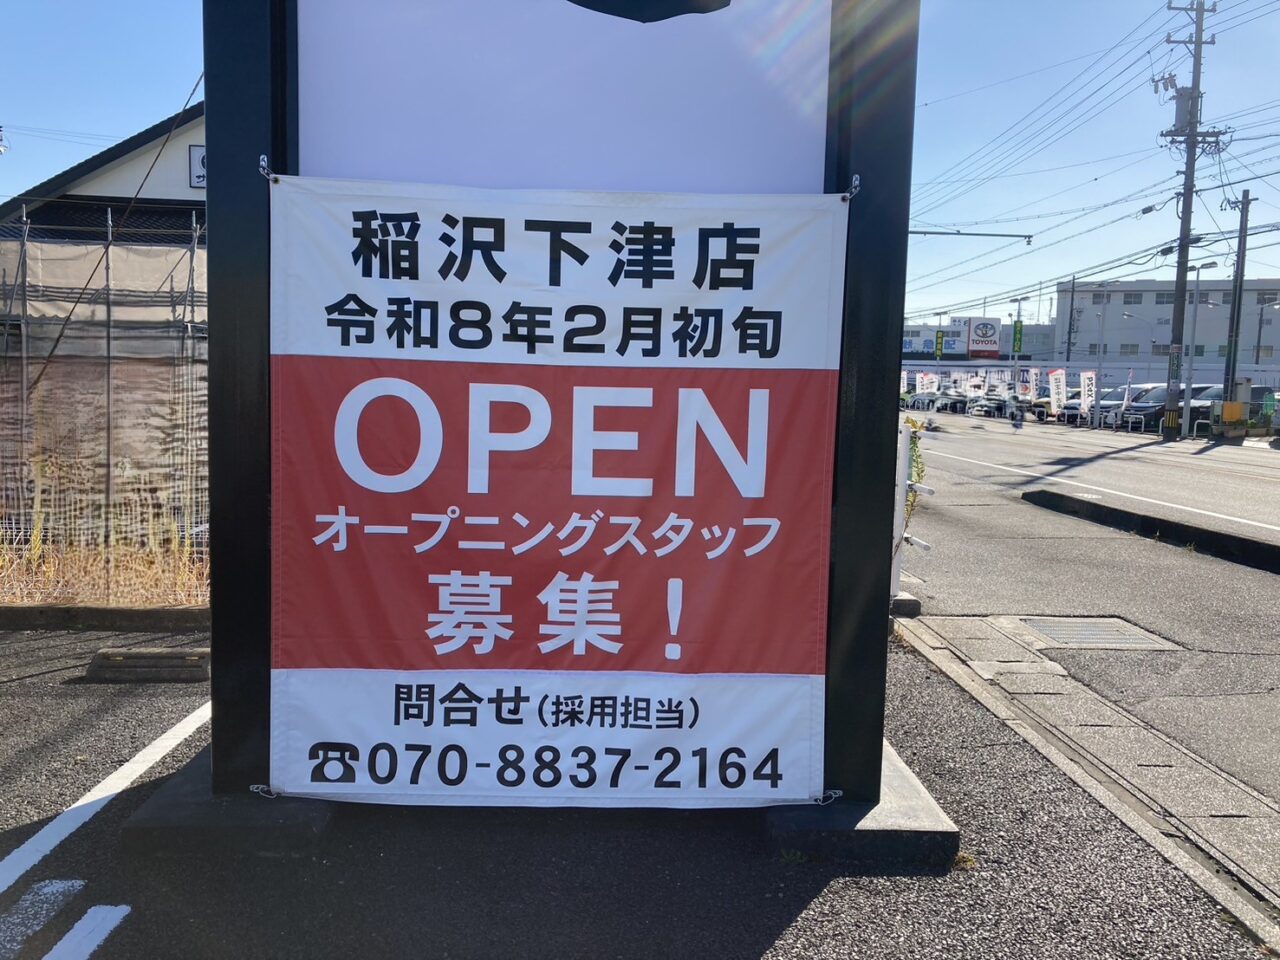 稲沢下津店
令和8年2月初旬
OPEN
オープニングスタッフ
募集！
問合せ（採用担当）
☎070-8837-2164
TOYOTA